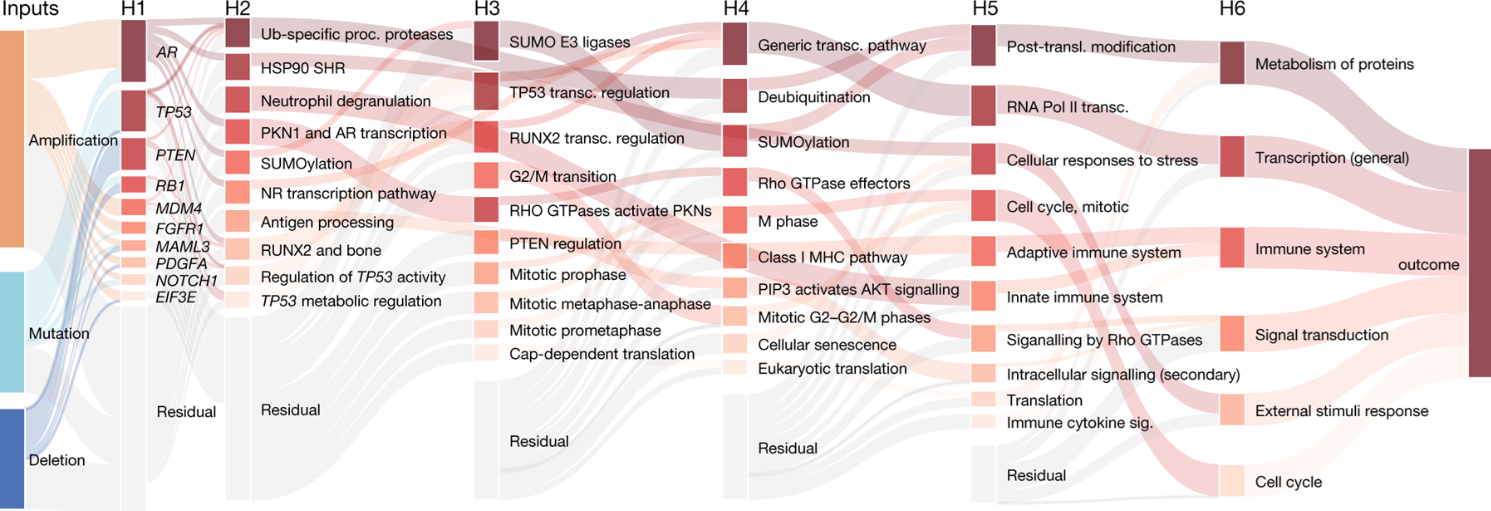 Inputs
H1
H2
H3
H4
H5
H6
Amplification
Mutation
Deletion
AR
TP53
PTEN
RB1
MDM4
FGFR1
MAML3
PDGFA
NOTCH1
EIF3E
Residual
Ub-specific proc. proteases
HSP90 SHR
Neutrophil degranulation
PKN1 and AR transcription
SUMOylation
NR transcription pathway
Antigen processing
RUNX2 and bone
Regulation of TP53 activity
TP53 metabolic regulation
Residual
SUMO E3 ligases
TP53 transc. regulation
RUNX2 transc. regulation
G2/M transition
RHO GTPases activate PKNs
PTEN regulation
Mitotic prophase
Mitotic metaphase-anaphase
Mitotic prometaphase
Cap-dependent translation
Residual
Generic transc. pathway
Deubiquitination
SUMOylation
Rho GTPase effectors
M phase
Class I MHC pathway
PIP3 activates AKT signalling
Mitotic G2–G2/M phases
Cellular senescence
Eukaryotic translation
Residual
Post-transl. modification
RNA Pol II transc.
Cellular responses to stress
Cell cycle, mitotic
Adaptive immune system
Innate immune system
Siganalling by Rho GTPases
Intracellular signalling (secondary)
Translation
Immune cytokine sig.
Residual
Metabolism of proteins
Transcription (general)
Immune system
Signal transduction
External stimuli response
Cell cycle
outcome